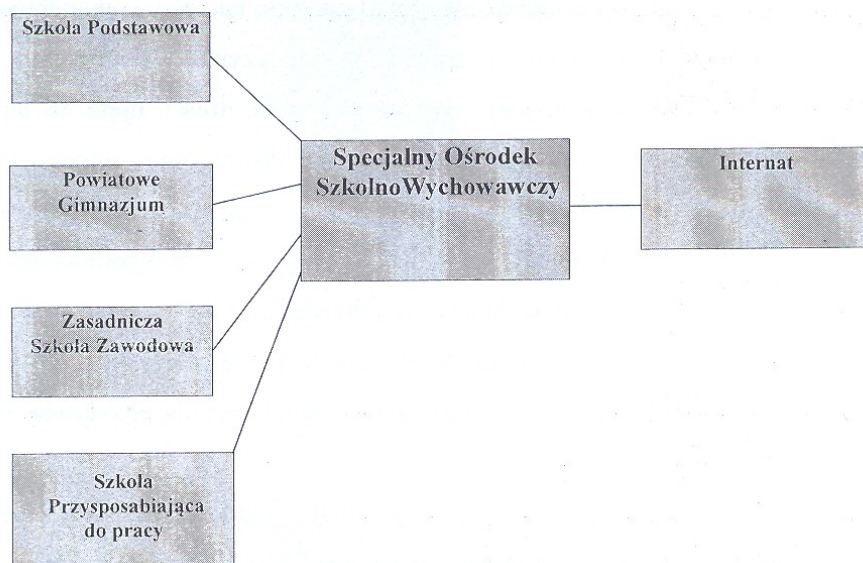 Szkoła Podstawowa
Powiatowe
Gimnazjum
Zasadnicza
Szkoła Zawodowa
Szkoła
Przysposabiająca
do pracy
Specjalny Ośrodek
SzkolnoWychowawczy
Internat